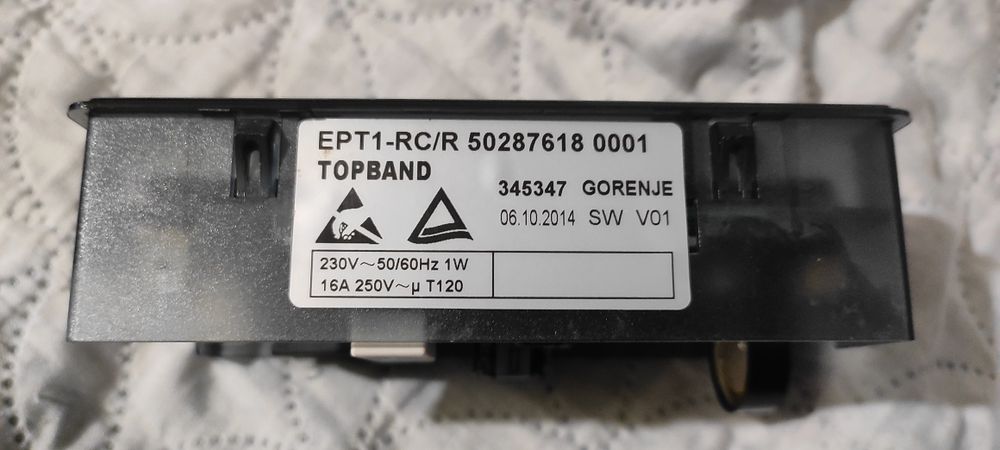 EPT1-RC/R 50287618 0001
TOPBAND
345347 GORENJE
06.10.2014 SW V01
230V~50/60Hz 1W
16A 250V~µ T120